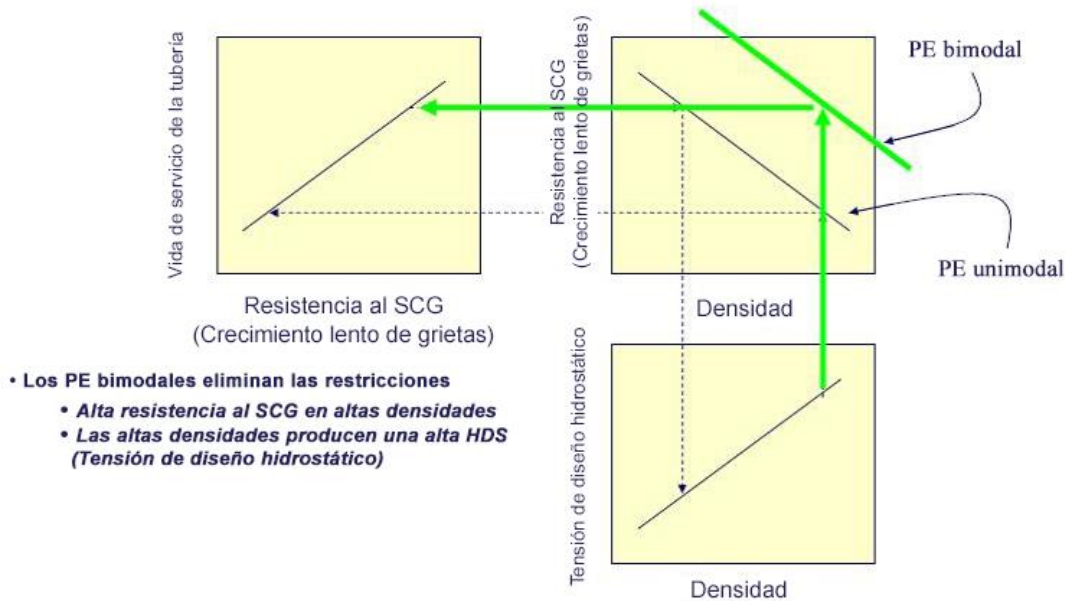 Vida de servicio de la tubería
Resistencia al SCG
(Crecimiento lento de grietas)
Resistencia al SCG
(Crecimiento lento de grietas)
Densidad
PE bimodal
PE unimodal
• Los PE bimodales eliminan las restricciones
• Alta resistencia al SCG en altas densidades
• Las altas densidades producen una alta HDS
(Tensión de diseño hidrostático)
Tensión de diseño hidrostático
Densidad